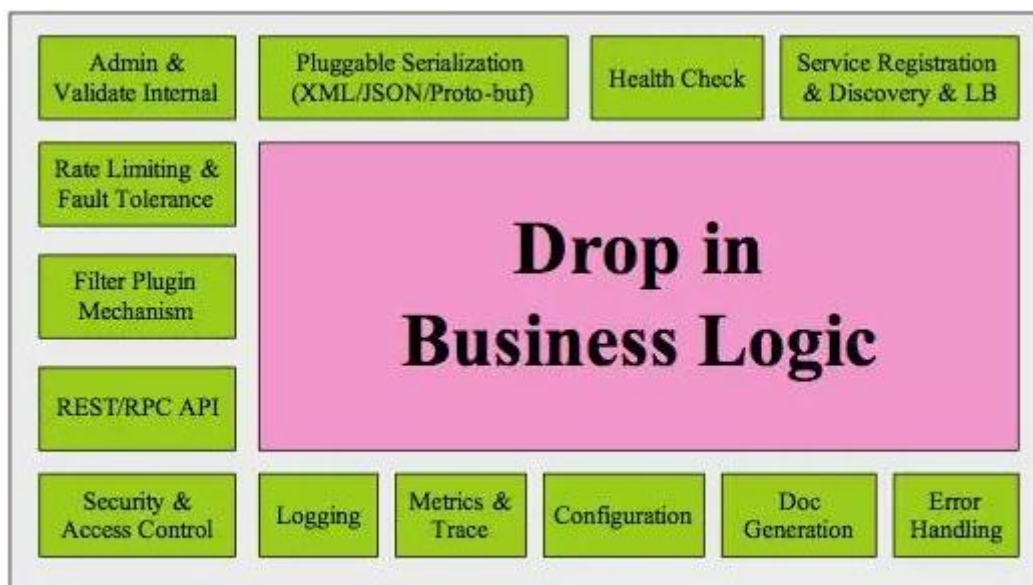 Admin &
Validate Internal
Pluggable Serialization
(XML/JSON/Proto-buf)
Health Check
Service Registration
& Discovery & LB
Rate Limiting &
Fault Tolerance
Filter Plugin
Mechanism
REST/RPC API
Drop in
Business Logic
Security &
Access Control
Logging
Metrics &
Trace
Configuration
Doc
Generation
Error
Handling